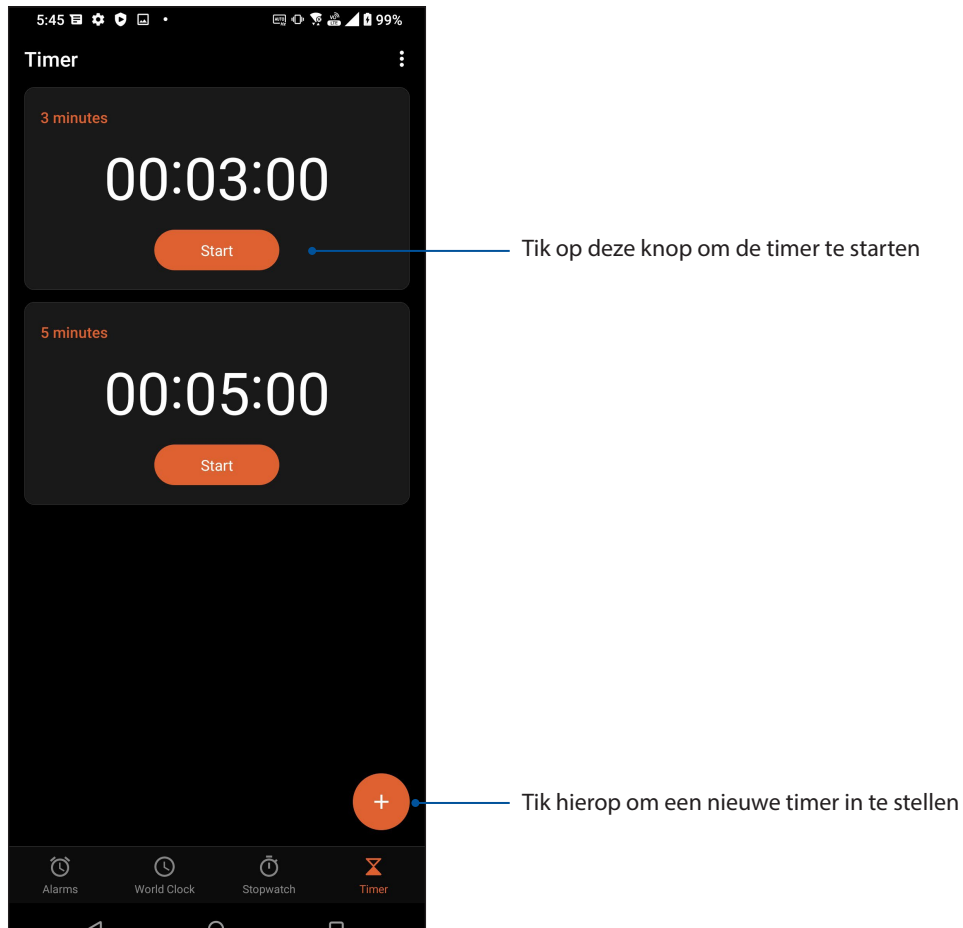 5:45
99%
Timer
3 minutes
00:03:00
Start
Tik op deze knop om de timer te starten
5 minutes
00:05:00
Start
+
Tik hierop om een nieuwe timer in te stellen
Alarms World Clock Stopwatch Timer